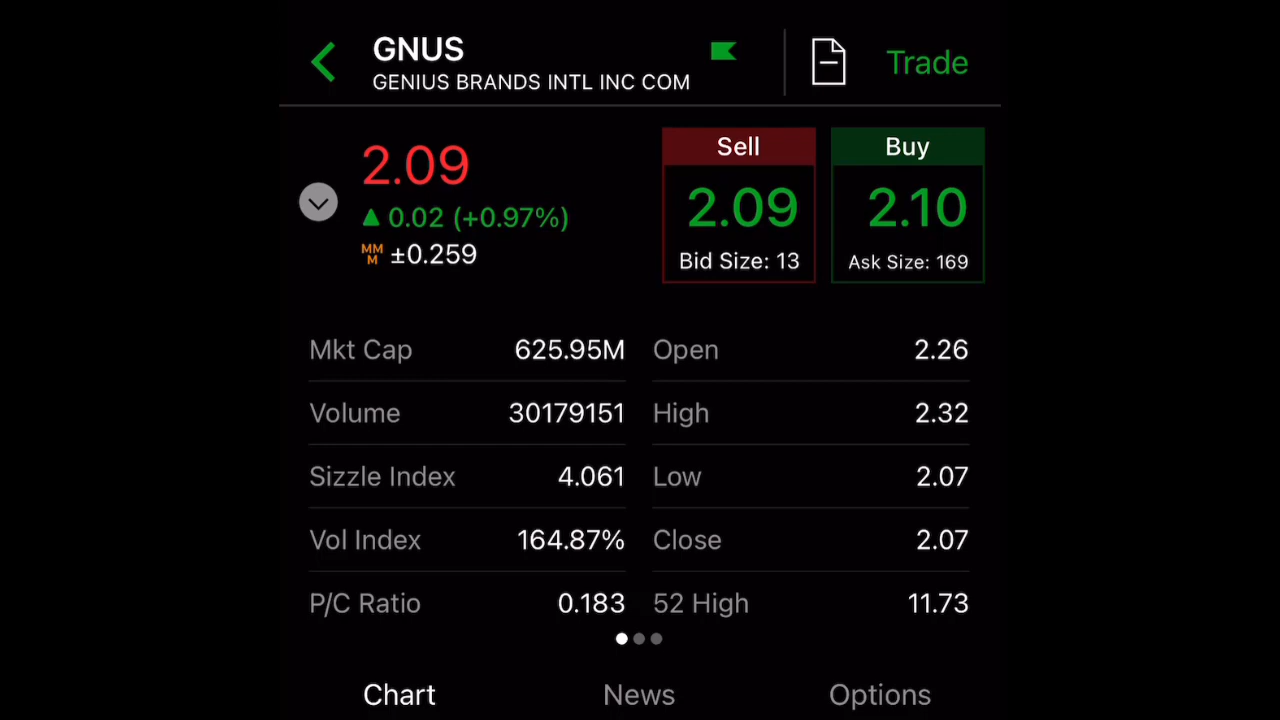 GNUS
GENIUS BRANDS INTL INC COM
Trade
2.09
0.02 (+0.97%)
MMM ±0.259
Sell
2.09
Bid Size: 13
Buy
2.10
Ask Size: 169
Mkt Cap 625.95M Open 2.26
Volume 30179151 High 2.32
Sizzle Index 4.061 Low 2.07
Vol Index 164.87% Close 2.07
P/C Ratio 0.183 52 High 11.73
Chart News Options